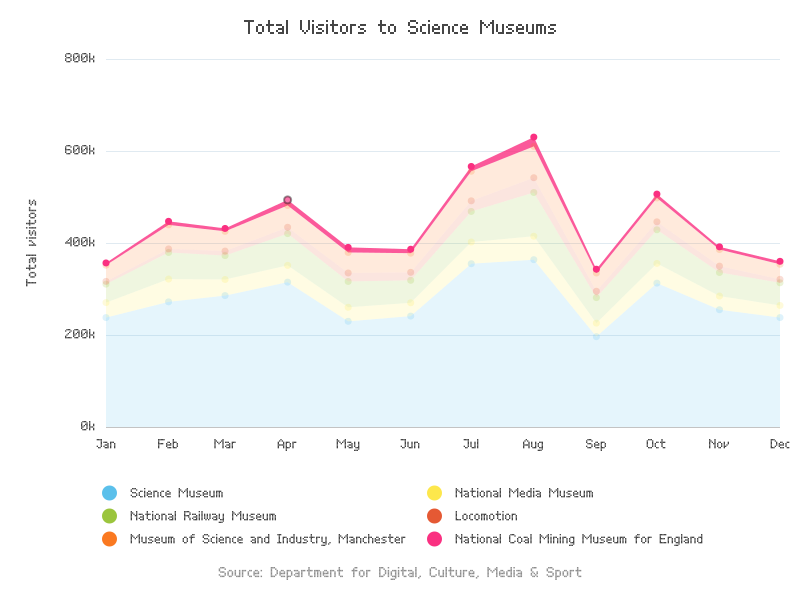 Total Visitors to Science Museums
800k
600k
400k
200k
0k
Total visitors
Jan Feb Mar Apr May Jun Jul Aug Sep Oct Nov Dec
Science Museum
National Media Museum
National Railway Museum
Locomotion
Museum of Science and Industry, Manchester
National Coal Mining Museum for England
Source: Department for Digital, Culture, Media & Sport